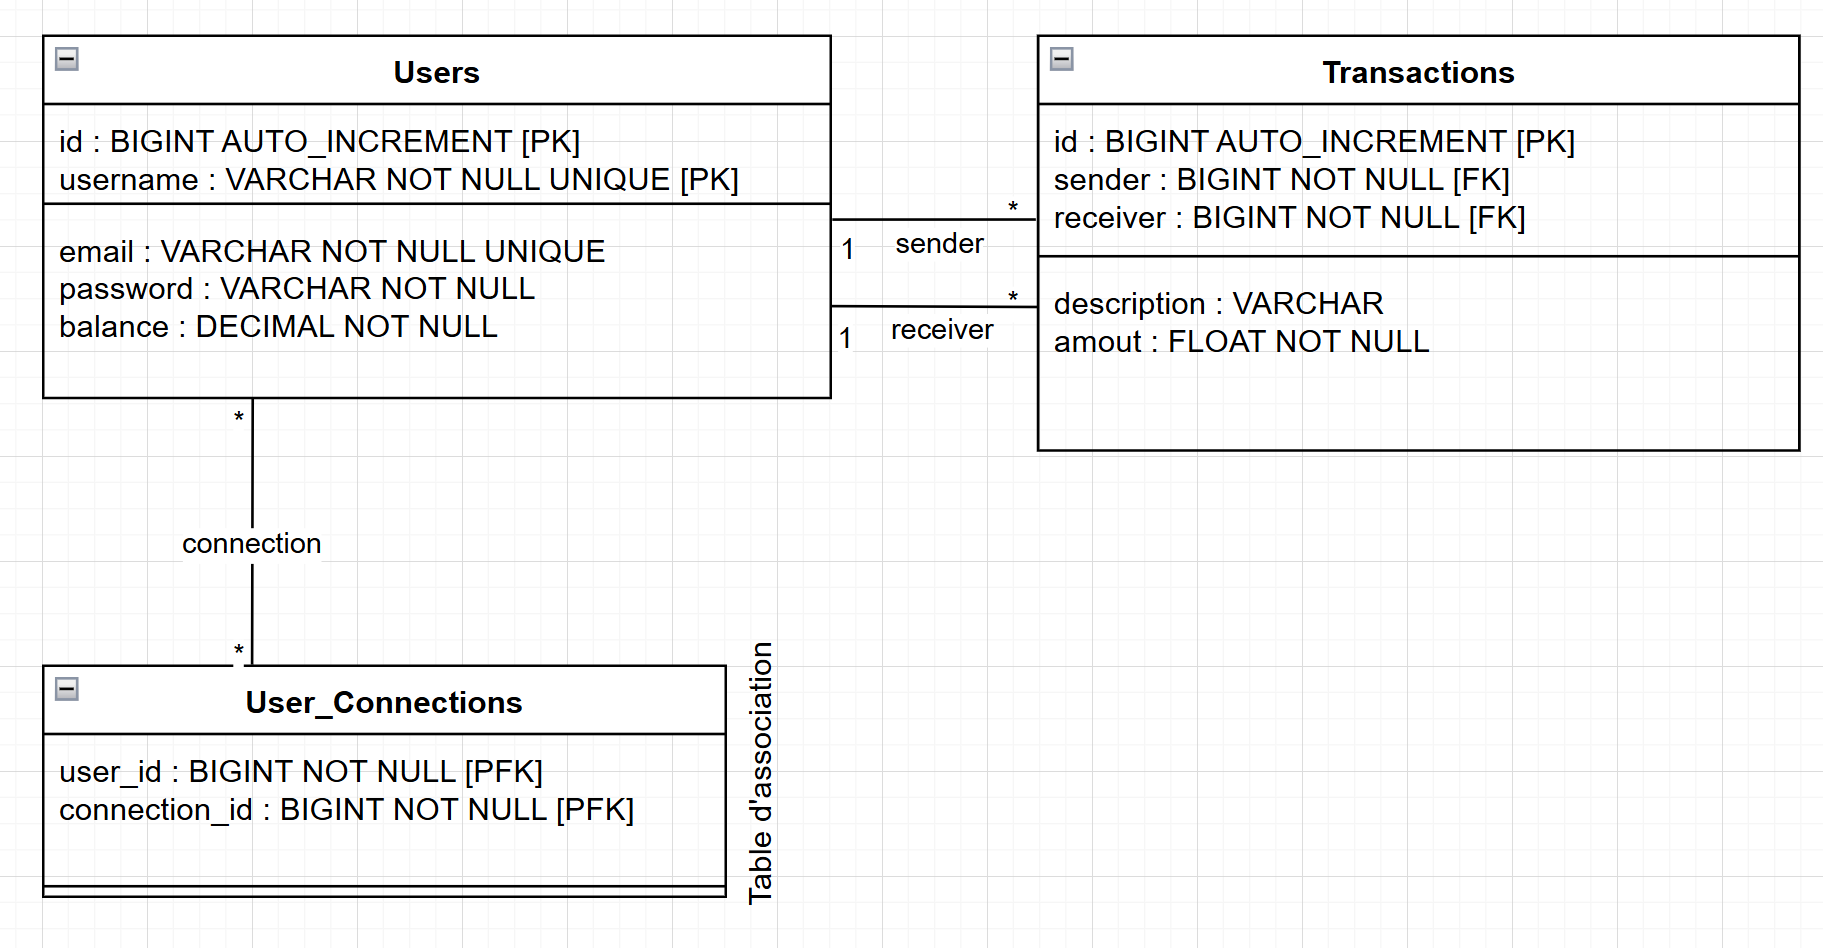 Users
id : BIGINT AUTO_INCREMENT [PK]
username : VARCHAR NOT NULL UNIQUE [PK]
email : VARCHAR NOT NULL UNIQUE
password : VARCHAR NOT NULL
balance : DECIMAL NOT NULL
*
1 sender
*
1 receiver
Transactions
id : BIGINT AUTO_INCREMENT [PK]
sender : BIGINT NOT NULL [FK]
receiver : BIGINT NOT NULL [FK]
description : VARCHAR
amout : FLOAT NOT NULL
*
connection
*
User_Connections
user_id : BIGINT NOT NULL [PFK]
connection_id : BIGINT NOT NULL [PFK]
Table d'association